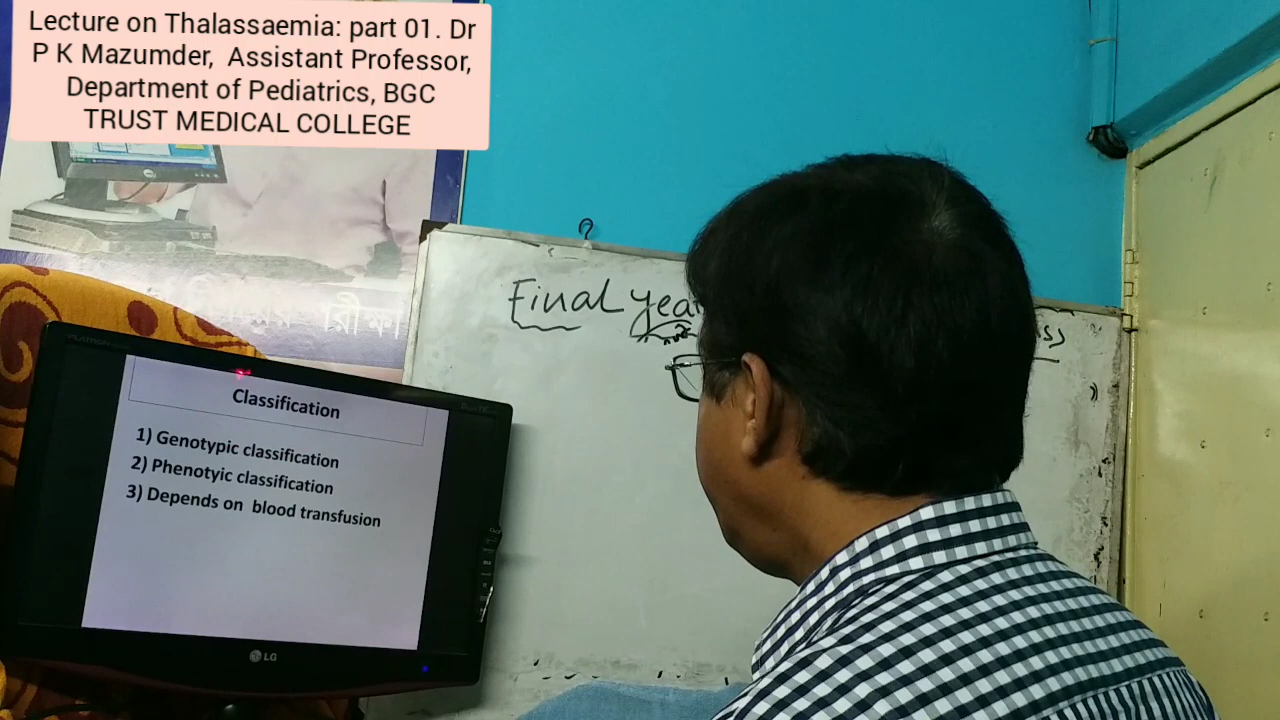 Lecture on Thalassaemia: part 01. Dr
P K Mazumder, Assistant Professor,
Department of Pediatrics, BGC
TRUST MEDICAL COLLEGE
Final year
Classification
1) Genotypic classification
2) Phenotyic classification
3) Depends on blood transfusion
LG